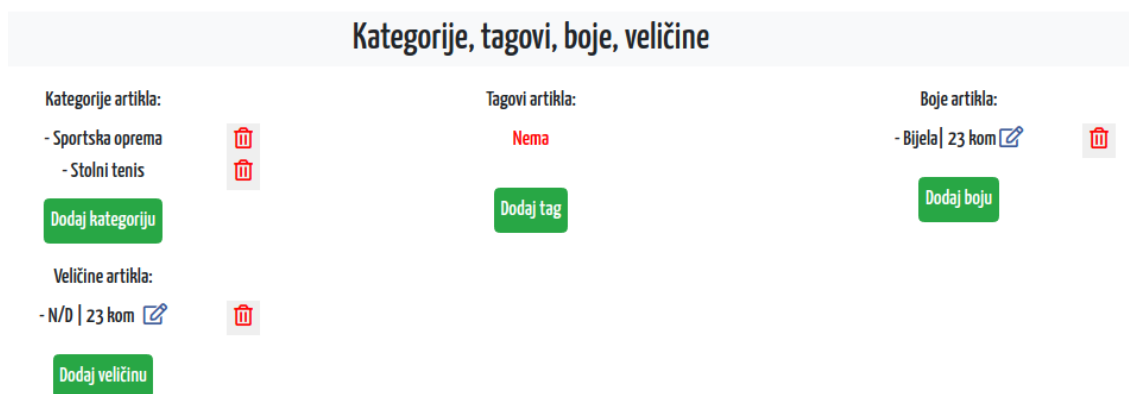 Kategorije, tagovi, boje, veličine
Kategorije artikla:
- Sportska oprema
- Stolni tenis
Dodaj kategoriju
Tagovi artikla:
Nema
Dodaj tag
Boje artikla:
- Bijela| 23 kom
Dodaj boju
Veličine artikla:
- N/D | 23 kom
Dodaj veličinu